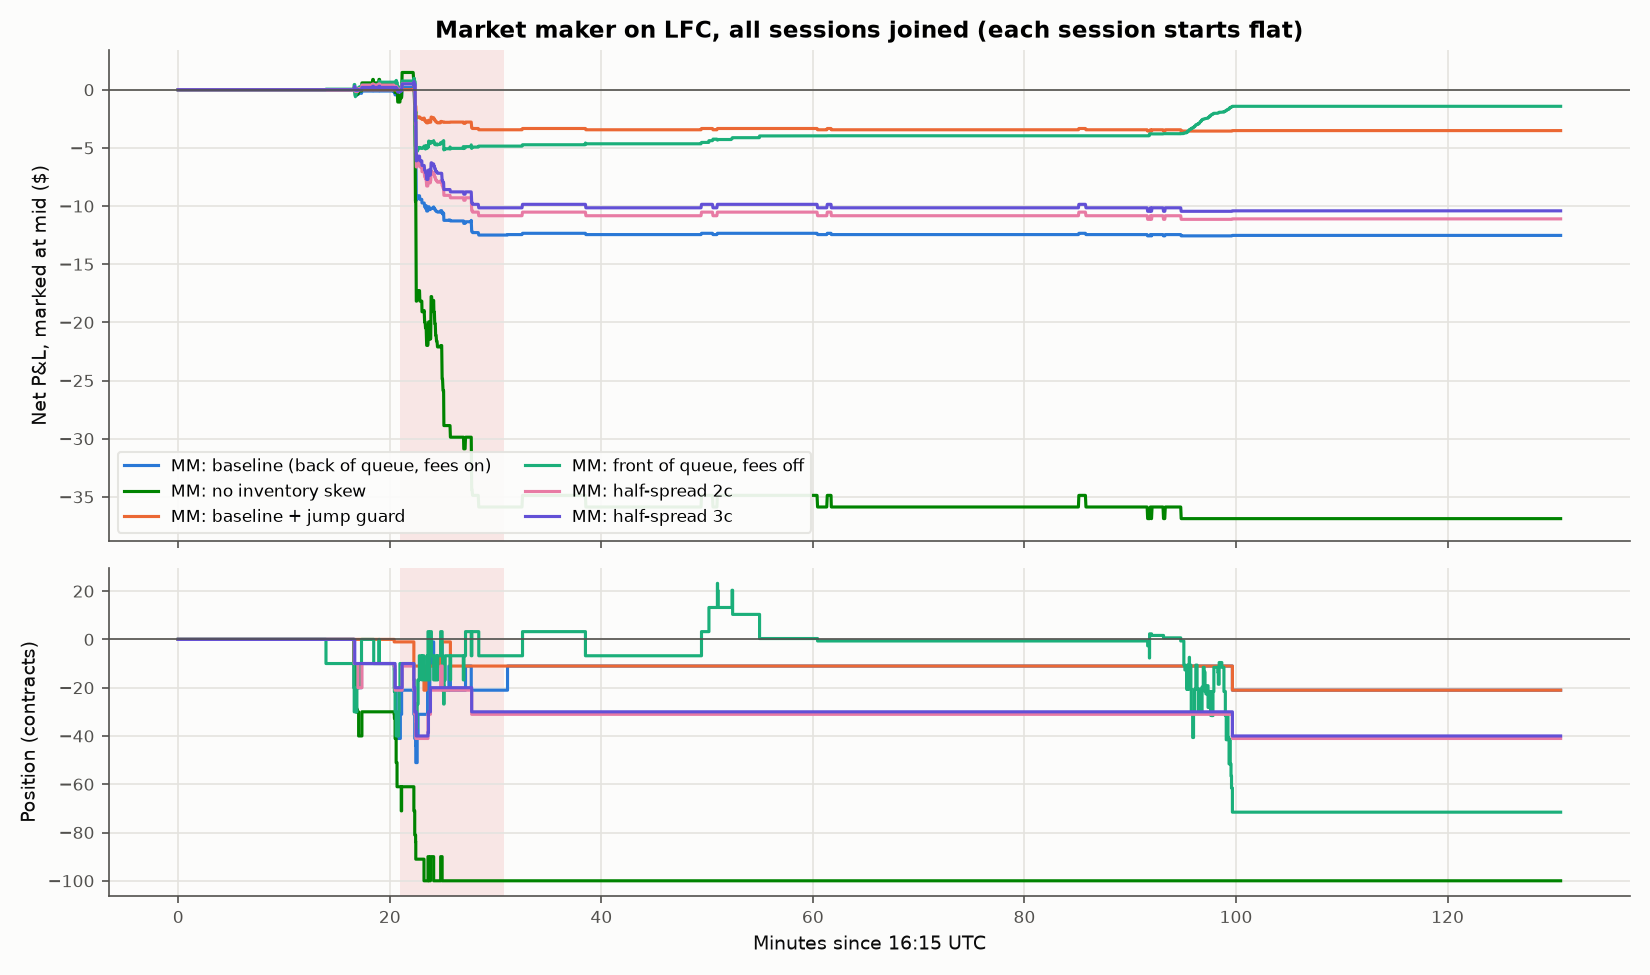 Market maker on LFC, all sessions joined (each session starts flat)
Net P&L, marked at mid ($)
0
−5
−10
−15
−20
−25
−30
−35
MM: baseline (back of queue, fees on)
MM: no inventory skew
MM: baseline + jump guard
MM: front of queue, fees off
MM: half-spread 2c
MM: half-spread 3c
Position (contracts)
20
0
−20
−40
−60
−80
−100
0 20 40 60 80 100 120
Minutes since 16:15 UTC